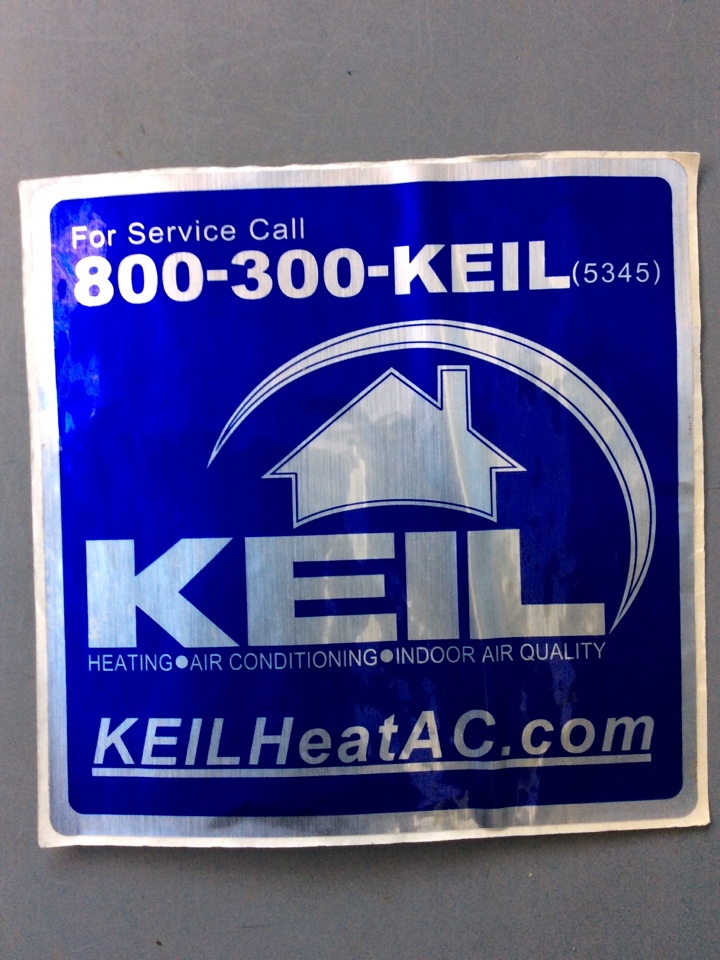 For Service Call
800-300-KEIL(5345)
KEIL
HEATING●AIR CONDITIONING●INDOOR AIR QUALITY
KEILHeatAC.com